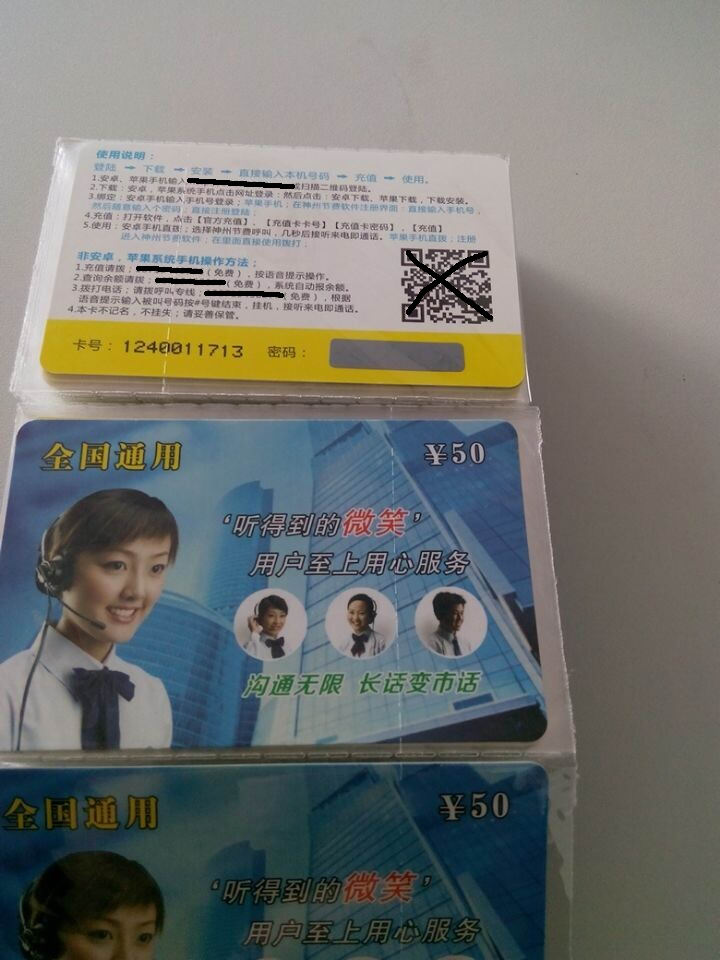 使用说明：
登陆 → 下载 → 安装 → 直接输入本机号码 → 充值 → 使用。
1.安卓、苹果手机输入 或扫描二维码登陆。
2.下载：安卓，苹果系统手机点击网址登录：然后点击：安卓下载、苹果下载，下载安装。
3.绑定：安卓手机输入手机号登录；苹果手机：在神州节费软件注册界面：直接输入手机号
然后随意输入个密码；直接注册登陆；
4.充值：打开软件，点击【官方充值】、【充值卡卡号】【充值卡密码】、【充值】
5.使用：安卓手机直拨：选择神州节费呼叫，几秒后接听来电即通话。苹果手机直拨；注册
进入神州节费软件；在里面直接使用拨打；
非安卓，苹果系统手机操作方法；
1.充值请拨； （免费），按语音提示操作。
2.查询余额请拨； （免费），系统自动报余额。
3.拨打电话；请拨呼叫专线； （免费），根据
语音提示输入被叫号码按#号键结束，挂机，接听来电即通话。
4.本卡不记名，不挂失；请妥善保管。
卡号：1240011713 密码：
全国通用 ¥50
‘听得到的微笑’
用户至上用心服务
沟通无限 长话变市话
全国通用 ¥50
‘听得到的微笑’
用户至上用心服务